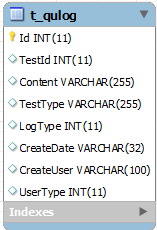 t_qulog
Id INT(11)
TestId INT(11)
Content VARCHAR(255)
TestType VARCHAR(255)
LogType INT(11)
CreateDate VARCHAR(32)
CreateUser VARCHAR(100)
UserType INT(11)
Indexes